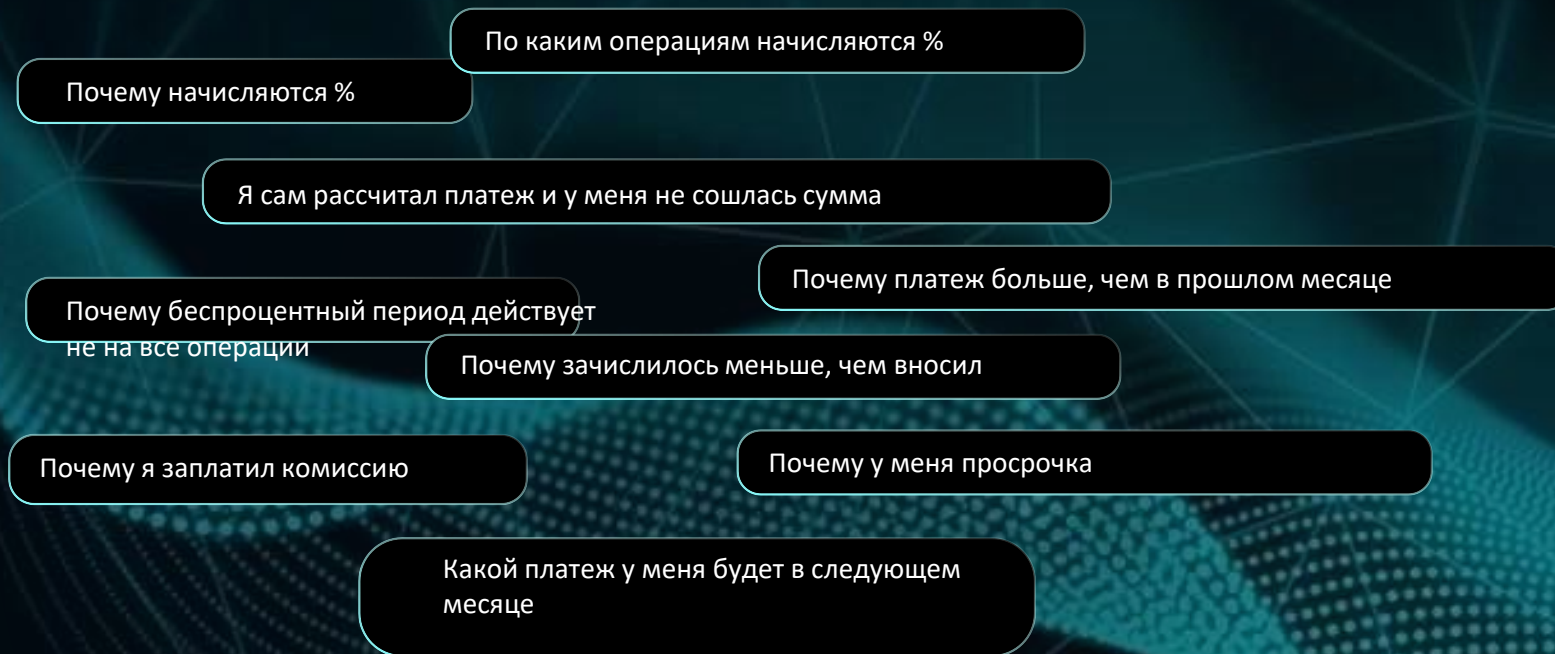 По каким операциям начисляются %
Почему начисляются %
Я сам рассчитал платеж и у меня не сошлась сумма
Почему платеж больше, чем в прошлом месяце
Почему беспроцентный период действует
не на все операции
Почему зачислилось меньше, чем вносил
Почему я заплатил комиссию
Почему у меня просрочка
Какой платеж у меня будет в следующем
месяце